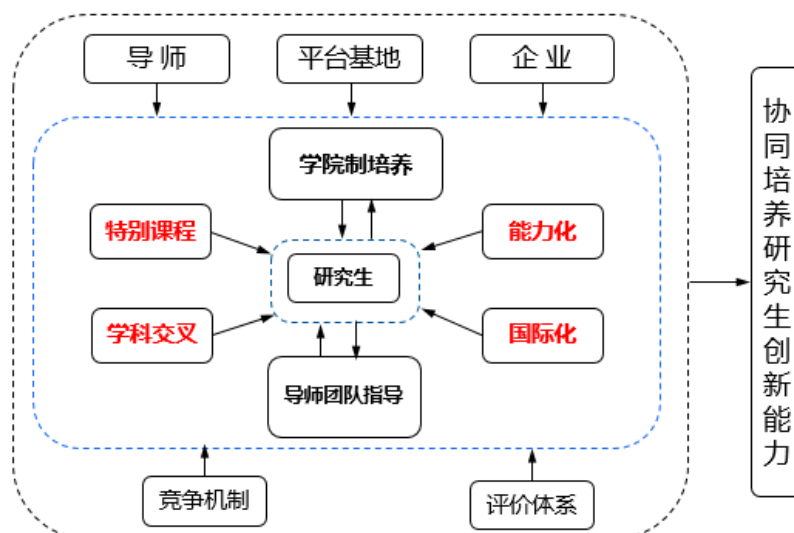 导师
平台基地
企业
学院制培养
特别课程
能力化
研究生
学科交叉
国际化
导师团队指导
竞争机制
评价体系
协同培养研究生创新能力